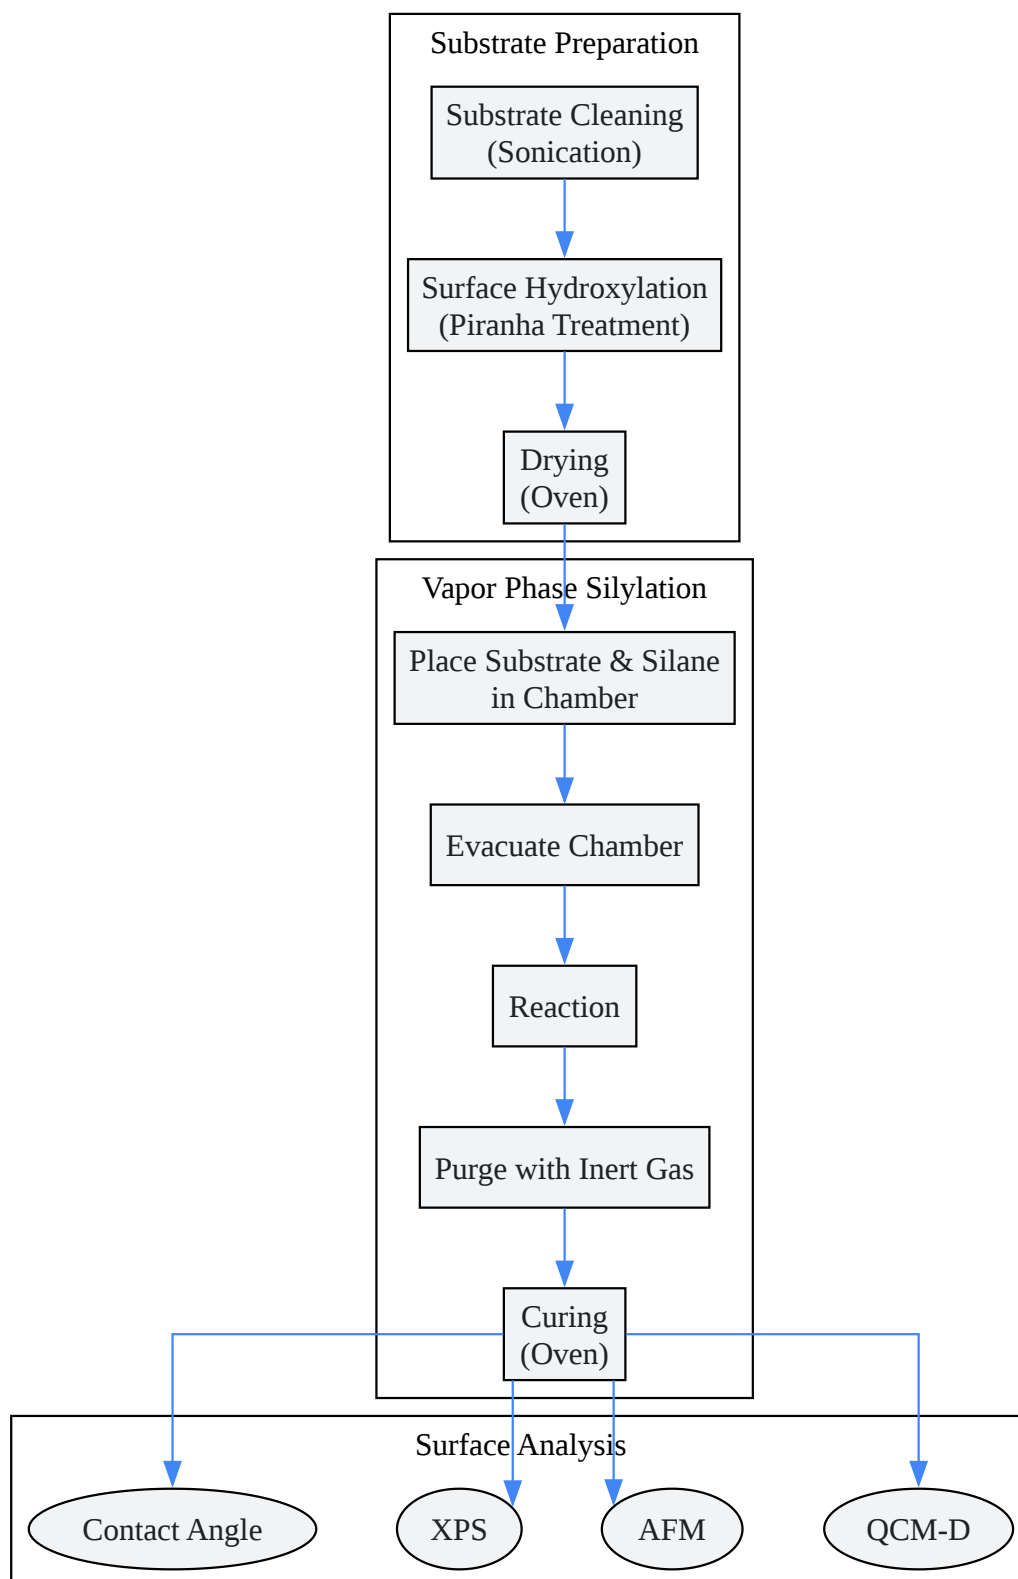 Substrate Preparation
Substrate Cleaning
(Sonication)
Surface Hydroxylation
(Piranha Treatment)
Drying
(Oven)
Vapor Phase Silylation
Place Substrate & Silane
in Chamber
Evacuate Chamber
Reaction
Purge with Inert Gas
Curing
(Oven)
Surface Analysis
Contact Angle
XPS
AFM
QCM-D